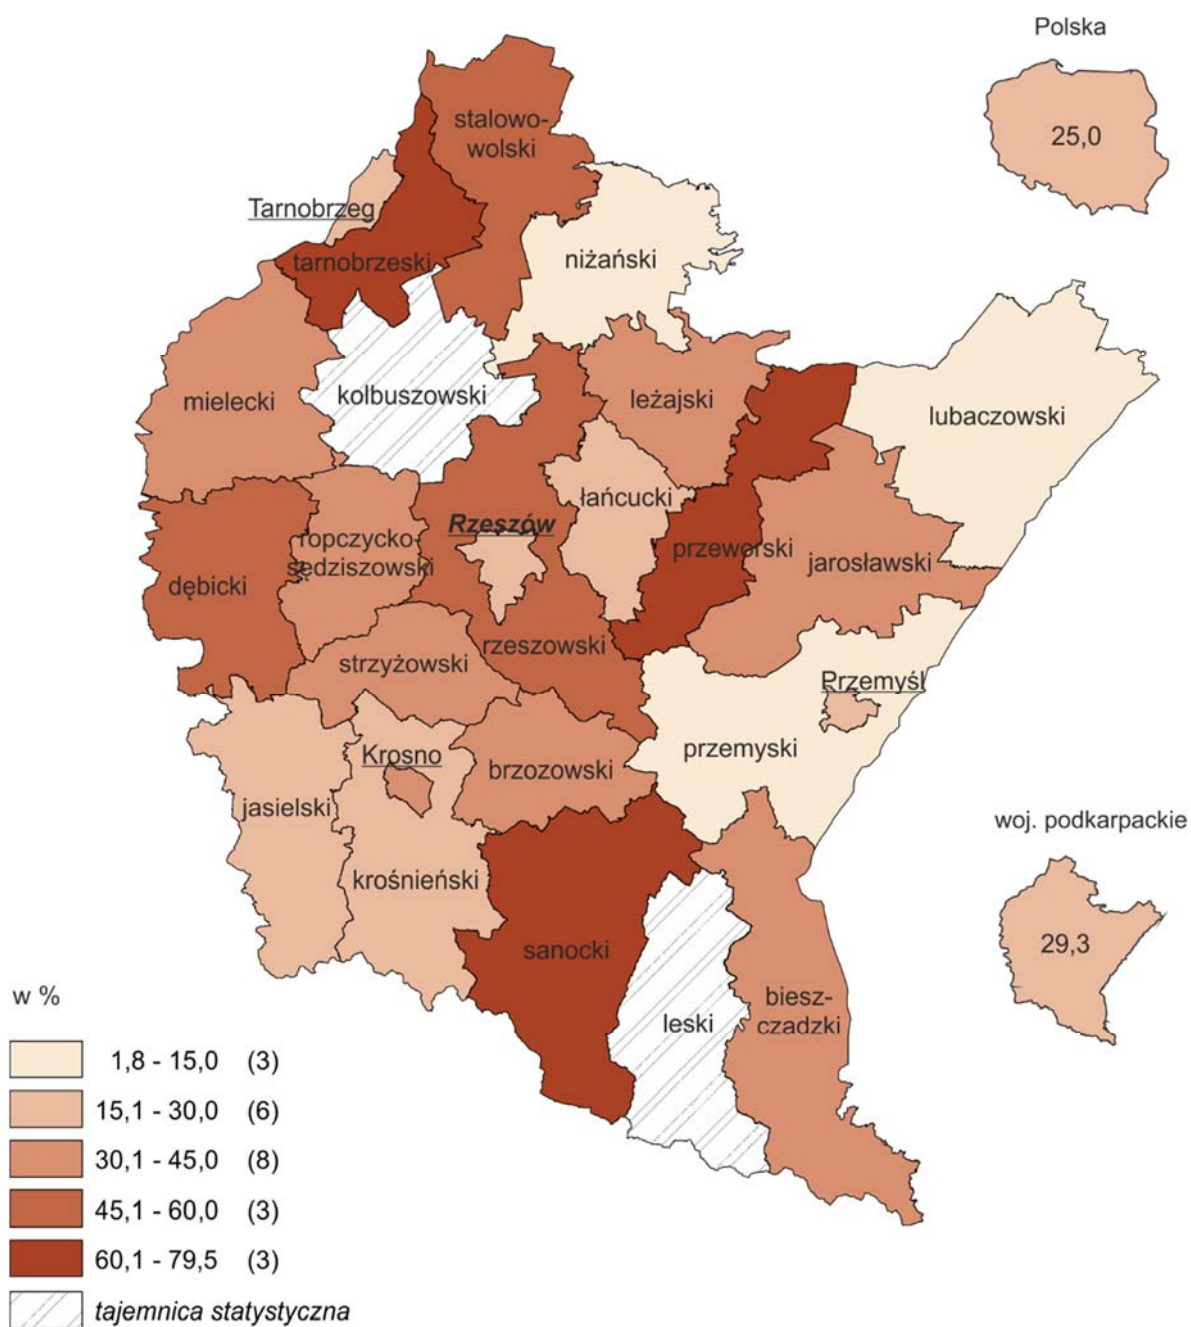 Polska
25,0
stalowo-
wolski
Tarnobrzeg
tarnobrzeski
niżański
mielecki
kolbuszowski
leżajski
lubaczowski
łańcucki
Rzeszów
ropczycko-
sędziszowski
przeworski
jarosławski
dębicki
rzeszowski
strzyżowski
Przemyśl
przemyski
Krosno
brzozowski
jasielski
krośnieński
woj. podkarpackie
29,3
sanocki
leski
biesz-
czadzki
w %
1,8 - 15,0 (3)
15,1 - 30,0 (6)
30,1 - 45,0 (8)
45,1 - 60,0 (3)
60,1 - 79,5 (3)
tajemnica statystyczna